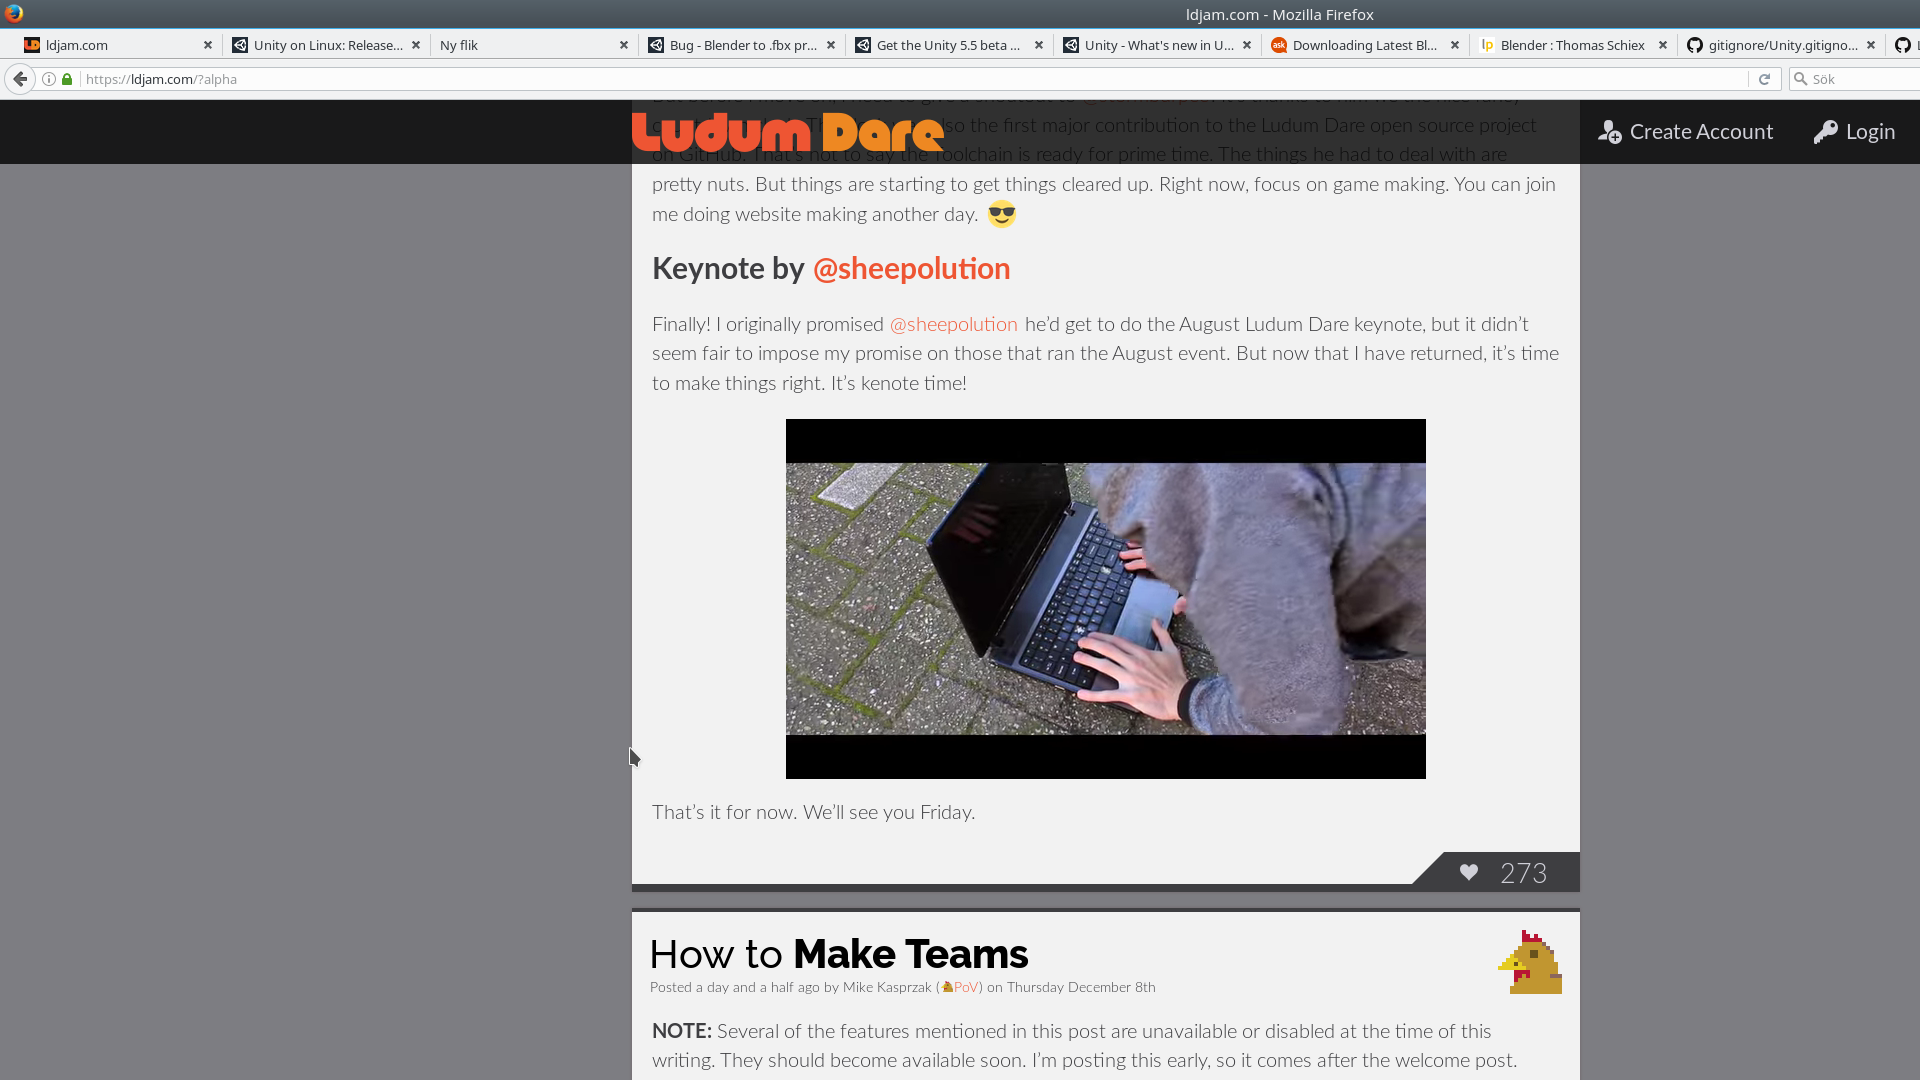 ldjam.com - Mozilla Firefox
ldjam.com
Unity on Linux: Release...
Ny flik
Bug - Blender to .fbx pr...
Get the Unity 5.5 beta ...
Unity - What's new in U...
Downloading Latest Bl...
Blender : Thomas Schiex
gitignore/Unity.gitigno...
https://ldjam.com/?alpha
Sök
Ludum Dare
Create Account
Login
also the first major contribution to the Ludum Dare open source project
on GitHub. That's not to say the Toolchain is ready for prime time. The things he had to deal with are
pretty nuts. But things are starting to get things cleared up. Right now, focus on game making. You can join
me doing website making another day.
Keynote by @sheepolution
Finally! I originally promised @sheepolution he’d get to do the August Ludum Dare keynote, but it didn’t
seem fair to impose my promise on those that ran the August event. But now that I have returned, it’s time
to make things right. It’s kenote time!
That’s it for now. We’ll see you Friday.
273
How to Make Teams
Posted a day and a half ago by Mike Kasprzak (PoV) on Thursday December 8th
NOTE: Several of the features mentioned in this post are unavailable or disabled at the time of this
writing. They should become available soon. I’m posting this early, so it comes after the welcome post.